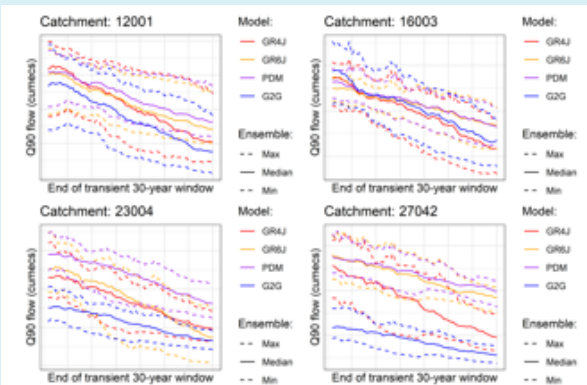 Catchment: 12001
Q90 flow (cumecs)
End of transient 30-year window
Model:
GR4J
GR6J
PDM
G2G
Ensemble:
Max
Median
Min
Catchment: 16003
Q90 flow (cumecs)
End of transient 30-year window
Model:
GR4J
GR6J
PDM
G2G
Ensemble:
Max
Median
Min
Catchment: 23004
Q90 flow (cumecs)
End of transient 30-year window
Model:
GR4J
GR6J
PDM
G2G
Ensemble:
Max
Median
Min
Catchment: 27042
Q90 flow (cumecs)
End of transient 30-year window
Model:
GR4J
GR6J
PDM
G2G
Ensemble:
Max
Median
Min